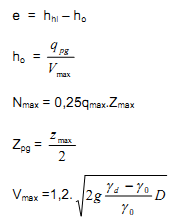 e = h_hl – h_o
h_o = q_pg / V_max
N_max = 0,25q_max.Z_max
Z_pg = z_max / 2
V_max =1,2. √(2g (γ_d – γ_0) / γ_0 D)